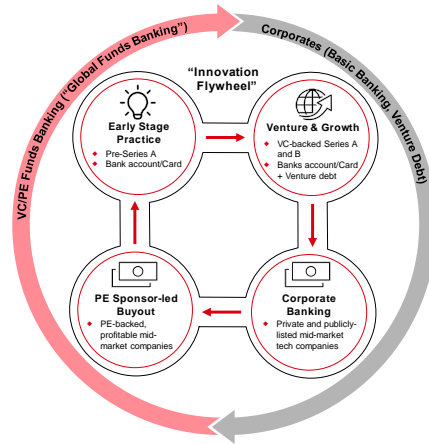 VC/PE Funds Banking (“Global Funds Banking”)
Corporates (Basic Banking, Venture Debt)
“Innovation
Flywheel”
Early Stage
Practice
Pre-Series A
Bank account/Card
Venture & Growth
VC-backed Series A
and B
Banks account/Card
+ Venture debt
PE Sponsor-led
Buyout
PE-backed,
profitable mid-
market companies
Corporate
Banking
Private and publicly-
listed mid-market
tech companies